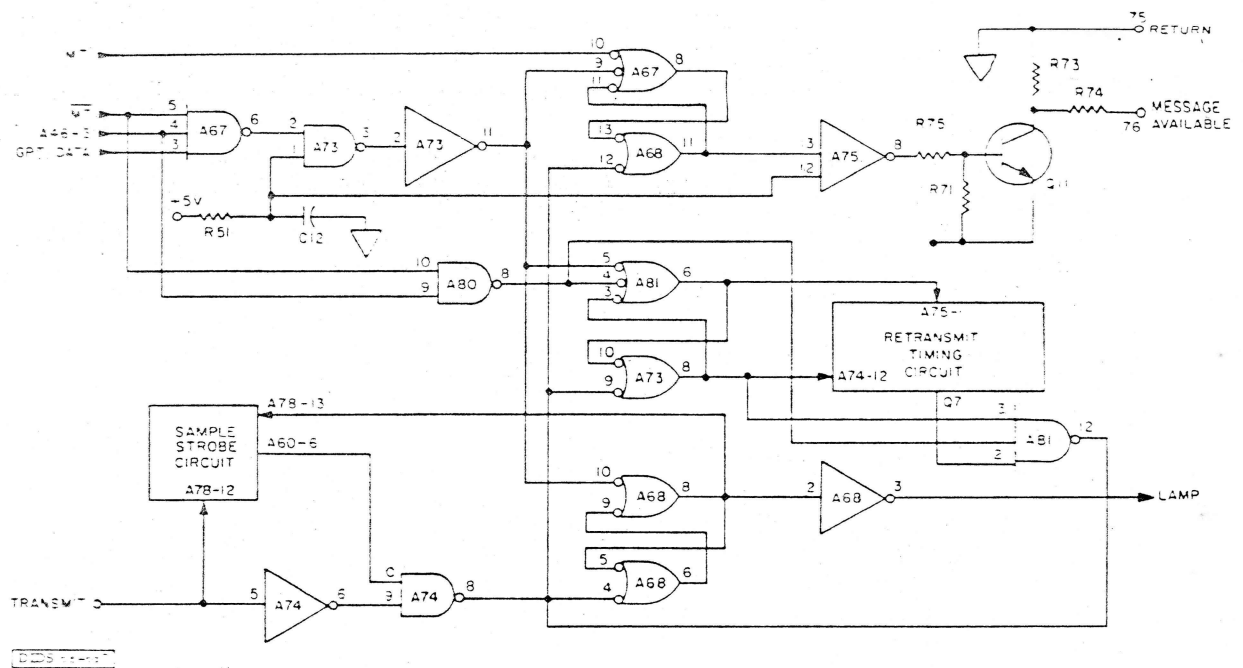 75
RETURN
R73
R74
MESSAGE
AVAILABLE
76
10
9
11
A67
8
5
A46-3
4
A67
6
GPT DATA
3
2
1
A73
3
2
A73
11
13
12
A68
11
3
12
A75
8
R75
R71
Q11
+5V
R51
C12
10
9
A80
8
5
4
3
A81
6
10
9
A73
8
RETRANSMIT
TIMING
CIRCUIT
A74-12
Q7
3
2
A81
12
A78-13
SAMPLE
STROBE
CIRCUIT
A60-6
A78-12
10
9
A68
8
2
A68
3
LAMP
5
4
A68
6
TRANSMIT
5
A74
6
9
A74
8